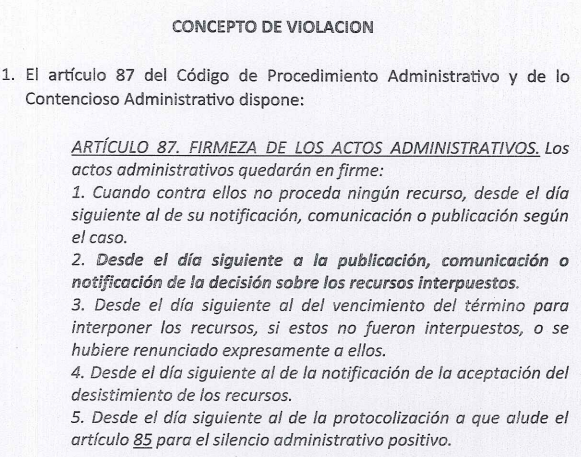 CONCEPTO DE VIOLACION
1. El artículo 87 del Código de Procedimiento Administrativo y de lo
Contencioso Administrativo dispone:
ARTÍCULO 87. FIRMEZA DE LOS ACTOS ADMINISTRATIVOS. Los
actos administrativos quedarán en firme:
1. Cuando contra ellos no proceda ningún recurso, desde el día
siguiente al de su notificación, comunicación o publicación según
el caso.
2. Desde el día siguiente a la publicación, comunicación o
notificación de la decisión sobre los recursos interpuestos.
3. Desde el día siguiente al del vencimiento del término para
interponer los recursos, si estos no fueron interpuestos, o se
hubiere renunciado expresamente a ellos.
4. Desde el día siguiente al de la notificación de la aceptación del
desistimiento de los recursos.
5. Desde el día siguiente al de la protocolización a que alude el
artículo 85 para el silencio administrativo positivo.